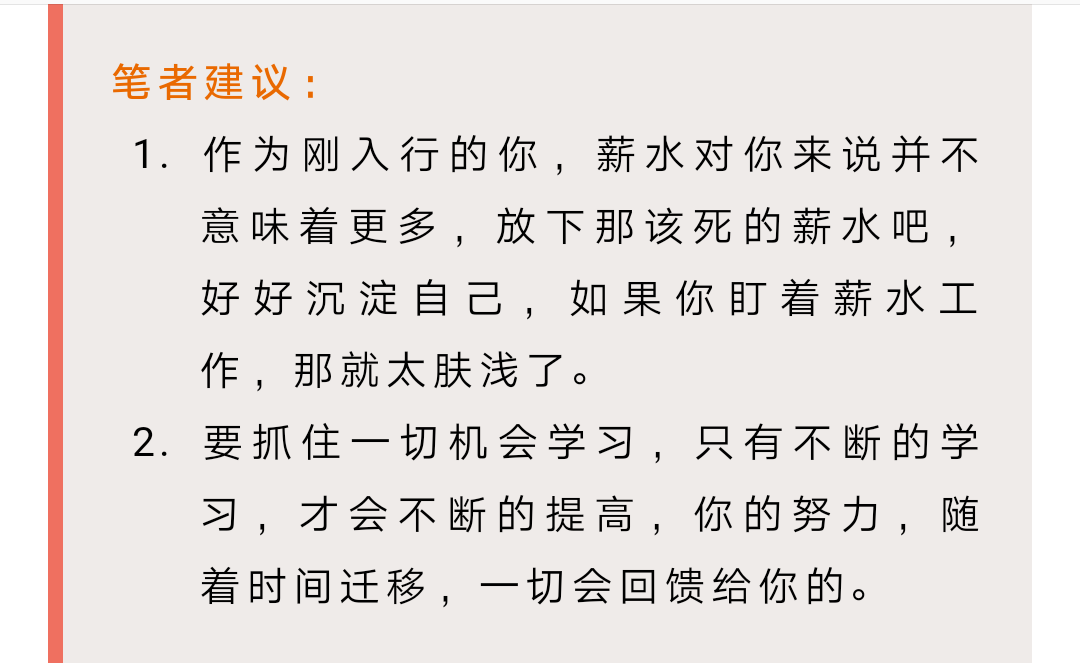 笔者建议：
1. 作为刚入行的你，薪水对你来说并不
意味着更多，放下那该死的薪水吧，
好好沉淀自己，如果你盯着薪水工
作，那就太肤浅了。
2. 要抓住一切机会学习，只有不断的学
习，才会不断的提高，你的努力，随
着时间迁移，一切会回馈给你的。